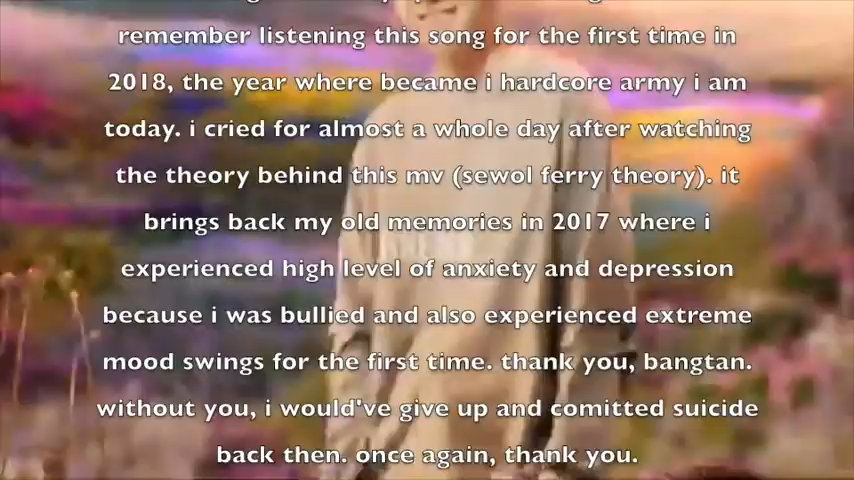 remember listening this song for the first time in
2018, the year where became i hardcore army i am
today. i cried for almost a whole day after watching
the theory behind this mv (sewol ferry theory). it
brings back my old memories in 2017 where i
experienced high level of anxiety and depression
because i was bullied and also experienced extreme
mood swings for the first time. thank you, bangtan.
without you, i would've give up and comitted suicide
back then. once again, thank you.